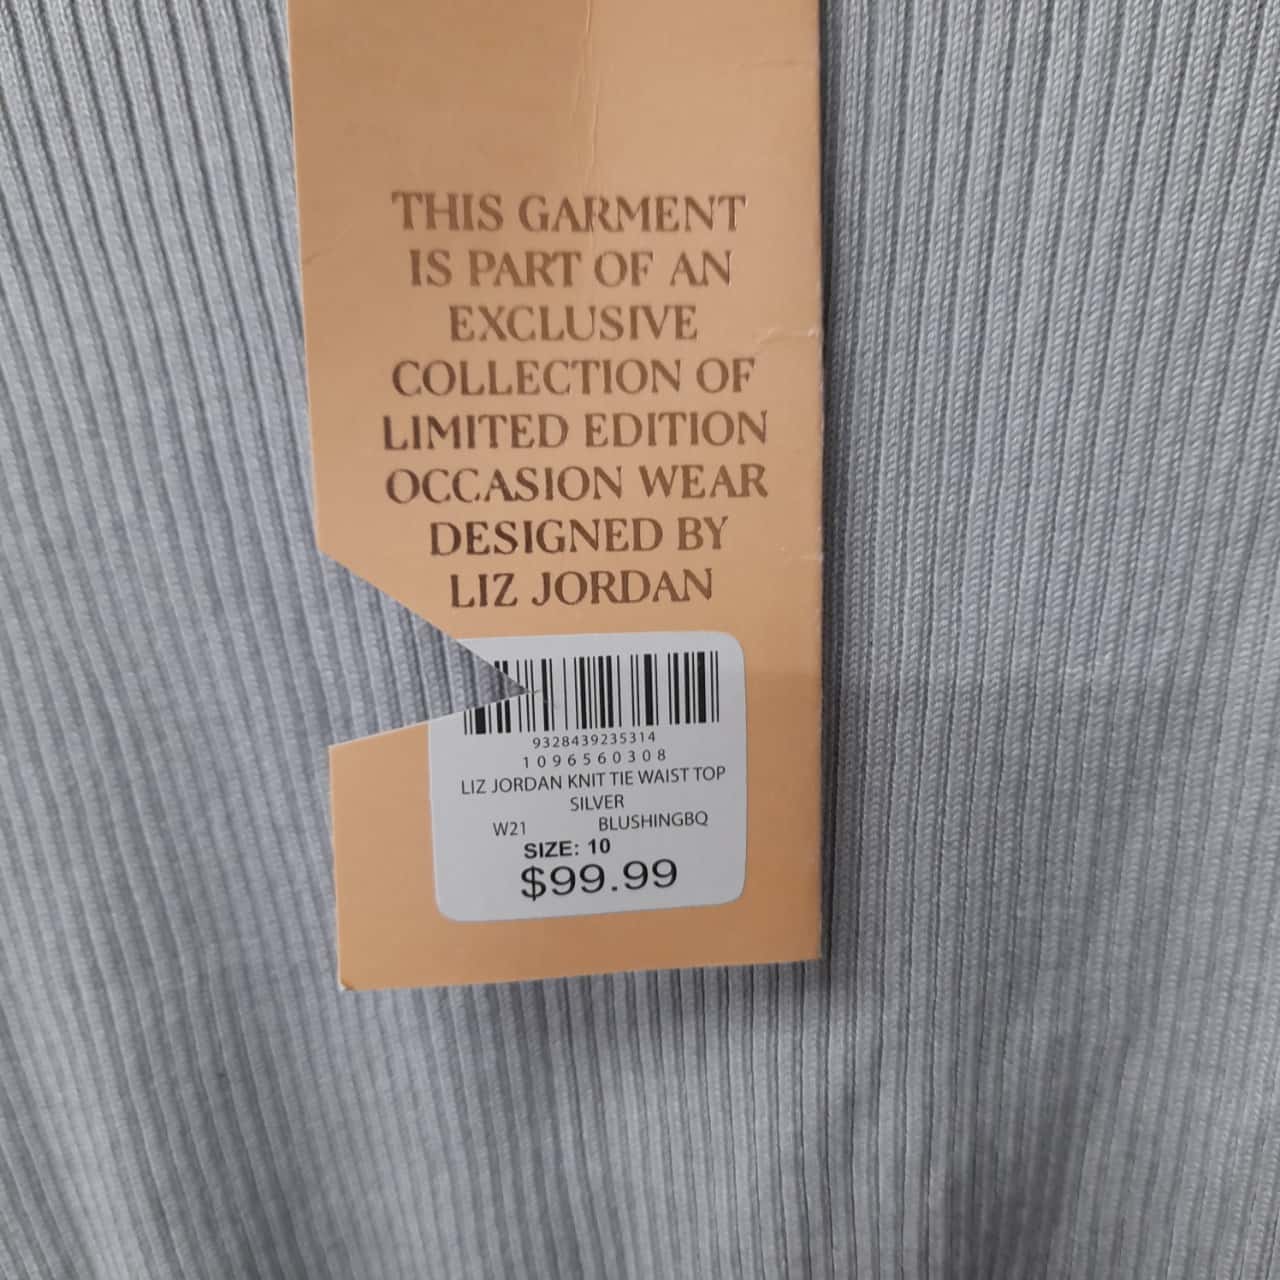 THIS GARMENT
IS PART OF AN
EXCLUSIVE
COLLECTION OF
LIMITED EDITION
OCCASION WEAR
DESIGNED BY
LIZ JORDAN
9328439235314
1096560308
LIZ JORDAN KNIT TIE WAIST TOP
SILVER
W21 BLUSHINGBQ
SIZE: 10
$99.99